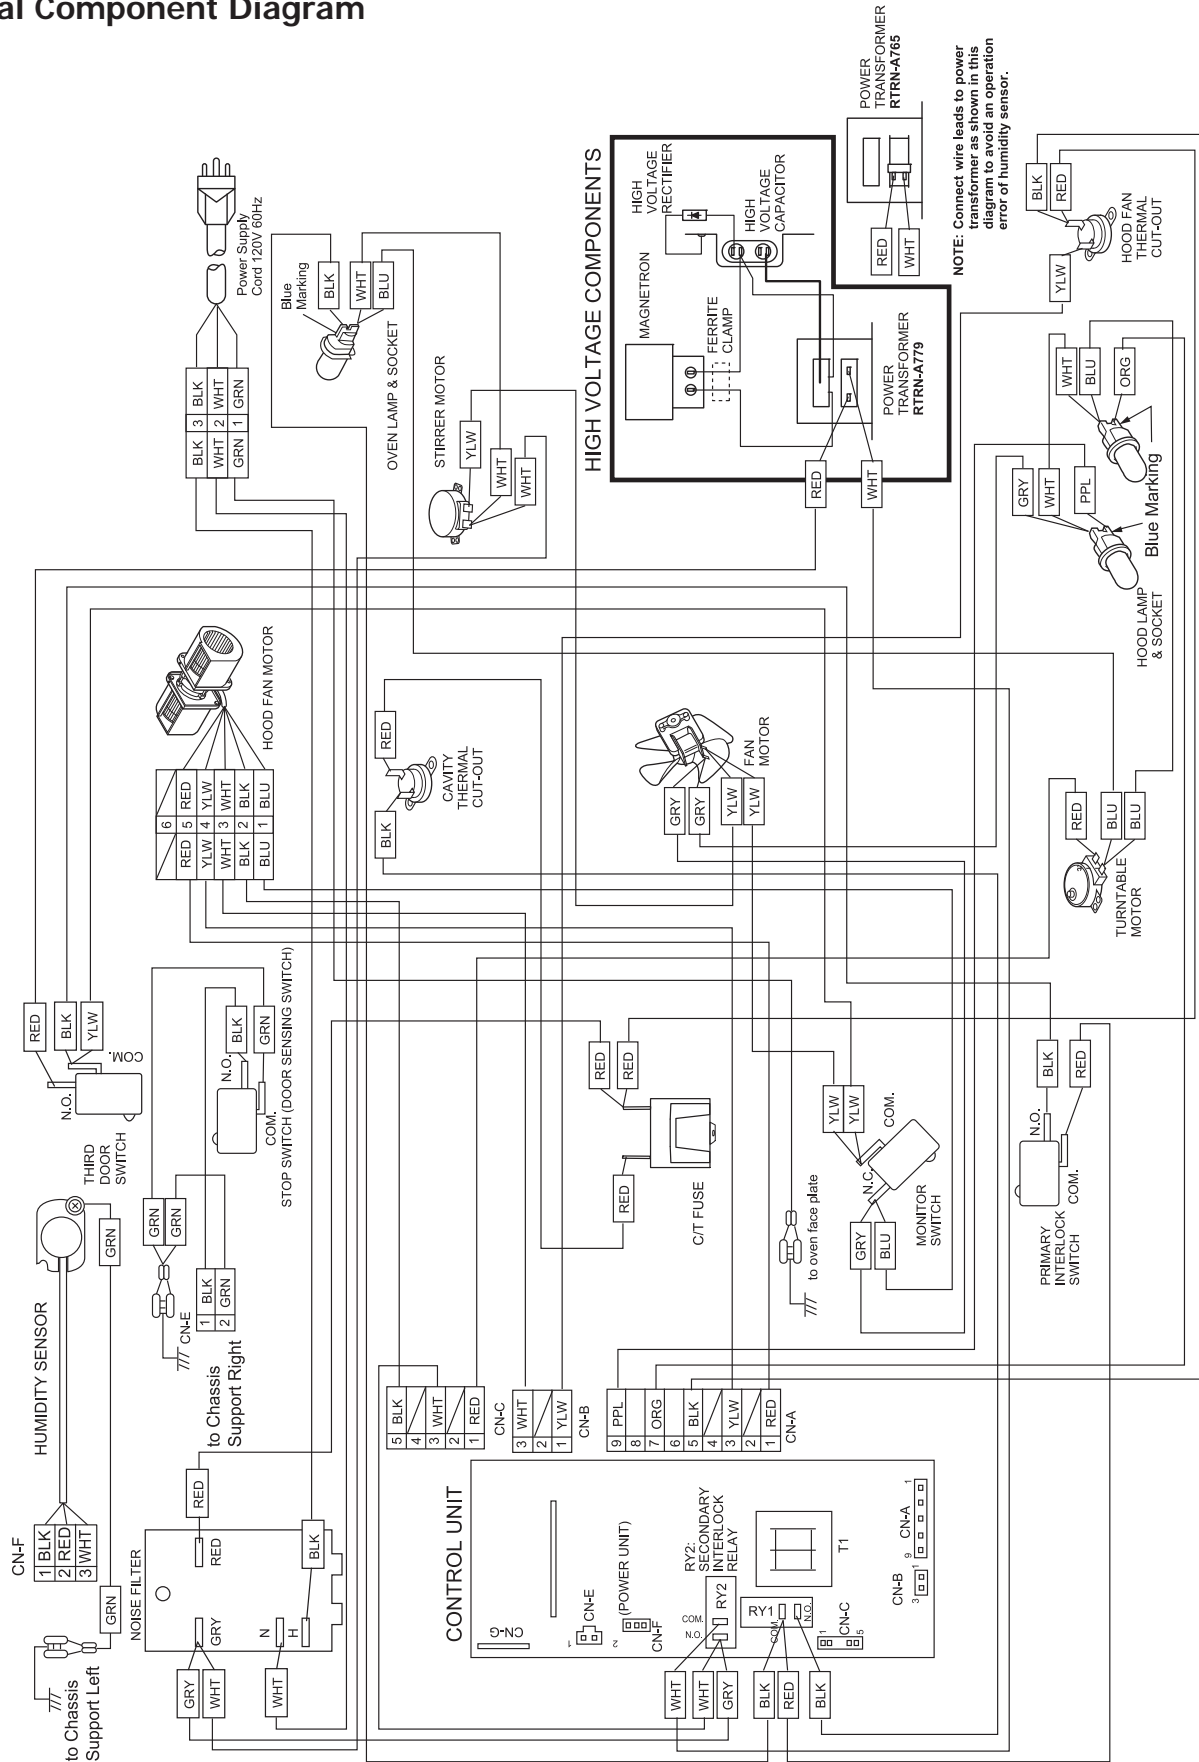 al Component Diagram
Power Supply
Cord 120V 60Hz
BLK 3 BLK
WHT 2 WHT
GRN 1 GRN
Blue
Marking
BLK
WHT
BLU
OVEN LAMP & SOCKET
STIRRER MOTOR
YLW
WHT
WHT
HIGH VOLTAGE COMPONENTS
MAGNETRON
HIGH
VOLTAGE
RECTIFIER
HIGH
VOLTAGE
CAPACITOR
FERRITE
CLAMP
POWER
TRANSFORMER
RTRN-A779
RED
WHT
POWER
TRANSFORMER
RTRN-A765
RED
WHT
NOTE: Connect wire leads to power
transformer as shown in this
diagram to avoid an operation
error of humidity sensor.
BLK
RED
YLW
HOOD FAN
THERMAL
CUT-OUT
WHT
BLU
ORG
GRY
WHT
PPL
Blue Marking
HOOD LAMP
& SOCKET
HOOD FAN MOTOR
6
RED 5 RED
YLW 4 YLW
WHT 3 WHT
BLK 2 BLK
BLU 1 BLU
RED
BLK
CAVITY
THERMAL
CUT-OUT
FAN
MOTOR
GRY
GRY
YLW
YLW
RED
BLU
BLU
TURNTABLE
MOTOR
RED
BLK
YLW
N.O.
COM.
THIRD
DOOR
SWITCH
BLK
GRN
N.O.
COM.
STOP SWITCH (DOOR SENSING SWITCH)
GRN
GRN
CN-E
1 BLK
2 GRN
to Chassis
Support Right
RED
RED
RED
C/T FUSE
to oven face plate
YLW
YLW
COM.
N.C.
GRY
BLU
MONITOR
SWITCH
BLK
RED
N.O.
COM.
PRIMARY
INTERLOCK
SWITCH
HUMIDITY SENSOR
GRN
CN-F
1 BLK
2 RED
3 WHT
GRN
to Chassis
Support Left
NOISE FILTER
RED
RED
GRY
N
H
BLK
GRY
WHT
WHT
5 BLK
4
3 WHT
2
1 RED
CN-C
3 WHT
2
1 YLW
CN-B
9 PPL
8
7 ORG
6
5 BLK
4
3 YLW
2
1 RED
CN-A
CONTROL UNIT
CN-G
1
CN-E
2
(POWER UNIT)
CN-F
RY2:
SECONDARY
INTERLOCK
RELAY
COM.
N.O.
RY2
T1
RY1
COM.
N.O.
1
5
CN-C
3
1
CN-B
9
1
CN-A
WHT
WHT
GRY
BLK
RED
BLK